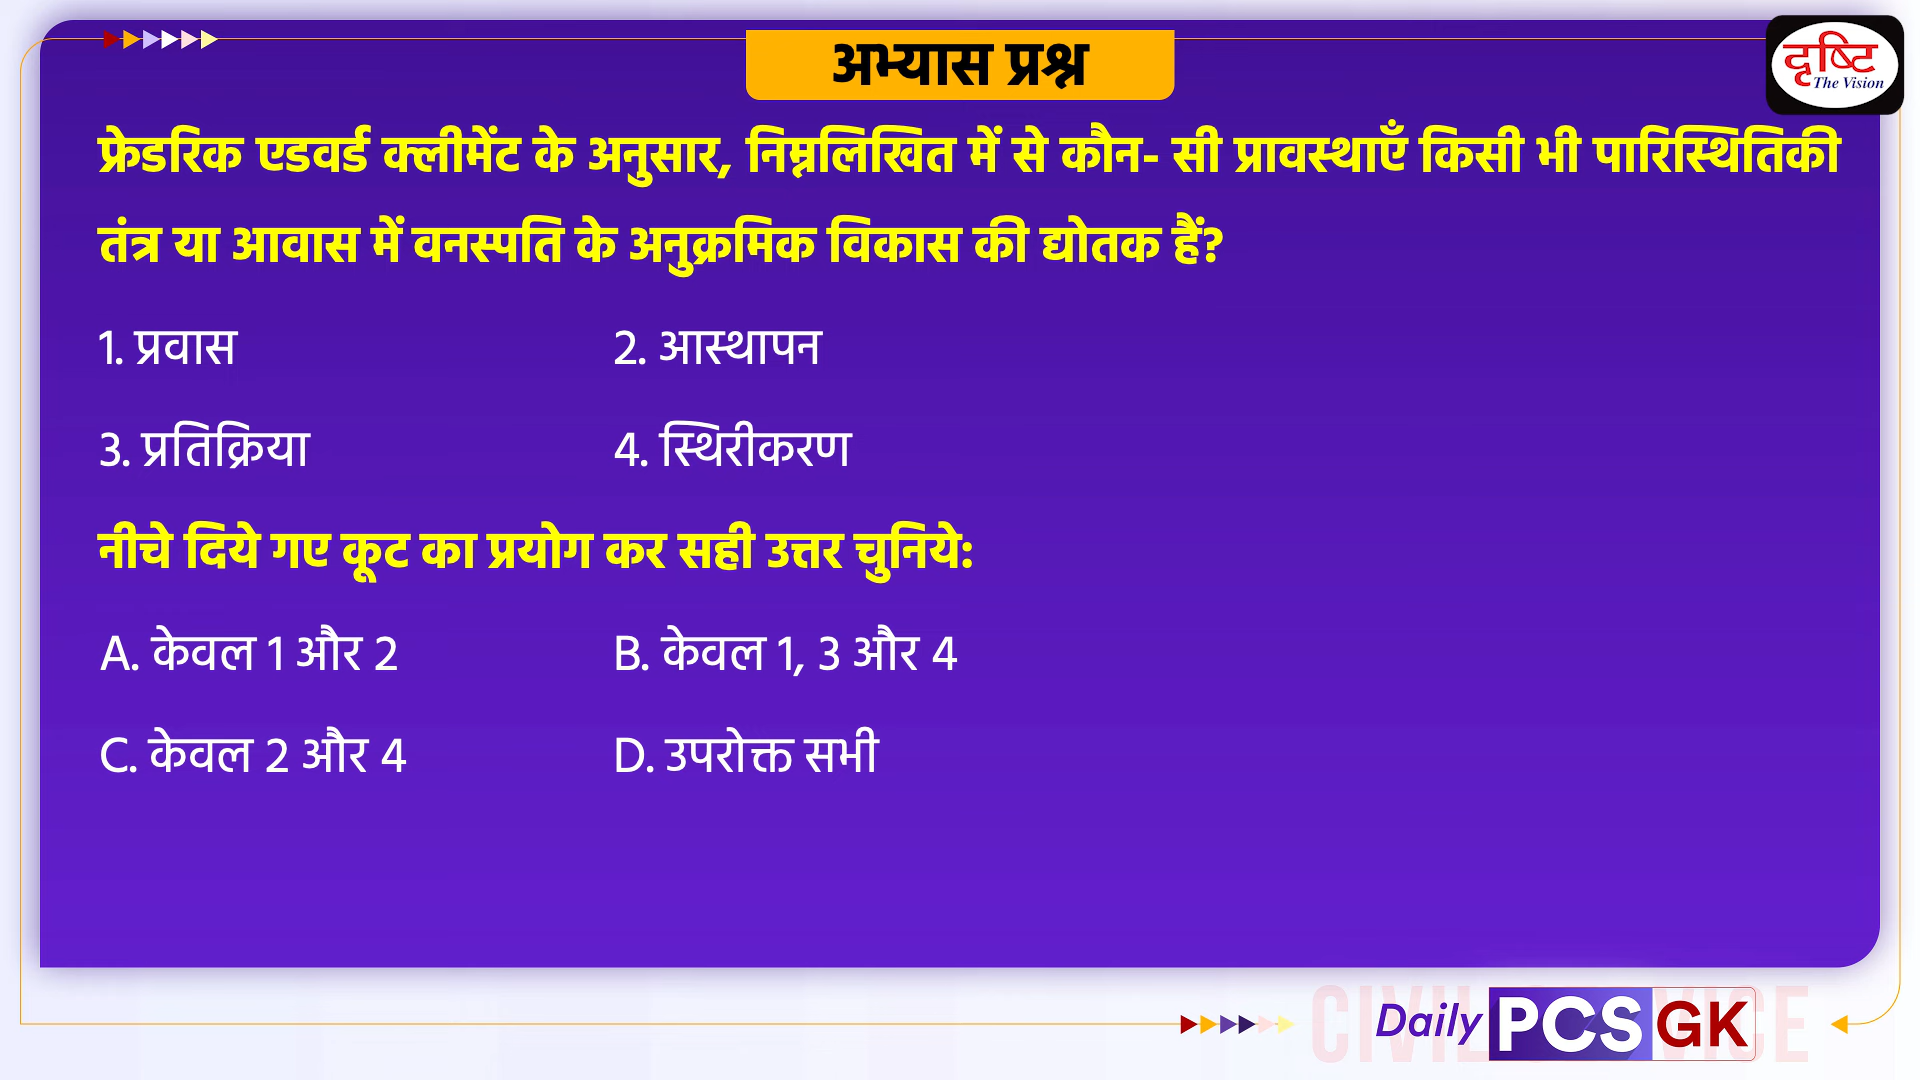 अभ्यास प्रश्न
दृष्टि
The Vision
फ्रेडरिक एडवर्ड क्लीमेंट के अनुसार, निम्नलिखित में से कौन- सी प्रावस्थाएँ किसी भी पारिस्थितिकी
तंत्र या आवास में वनस्पति के अनुक्रमिक विकास की द्योतक हैं?
1. प्रवास 2. आस्थापन
3. प्रतिक्रिया 4. स्थिरीकरण
नीचे दिये गए कूट का प्रयोग कर सही उत्तर चुनिये:
A. केवल 1 और 2 B. केवल 1, 3 और 4
C. केवल 2 और 4 D. उपरोक्त सभी
Daily PCS GK